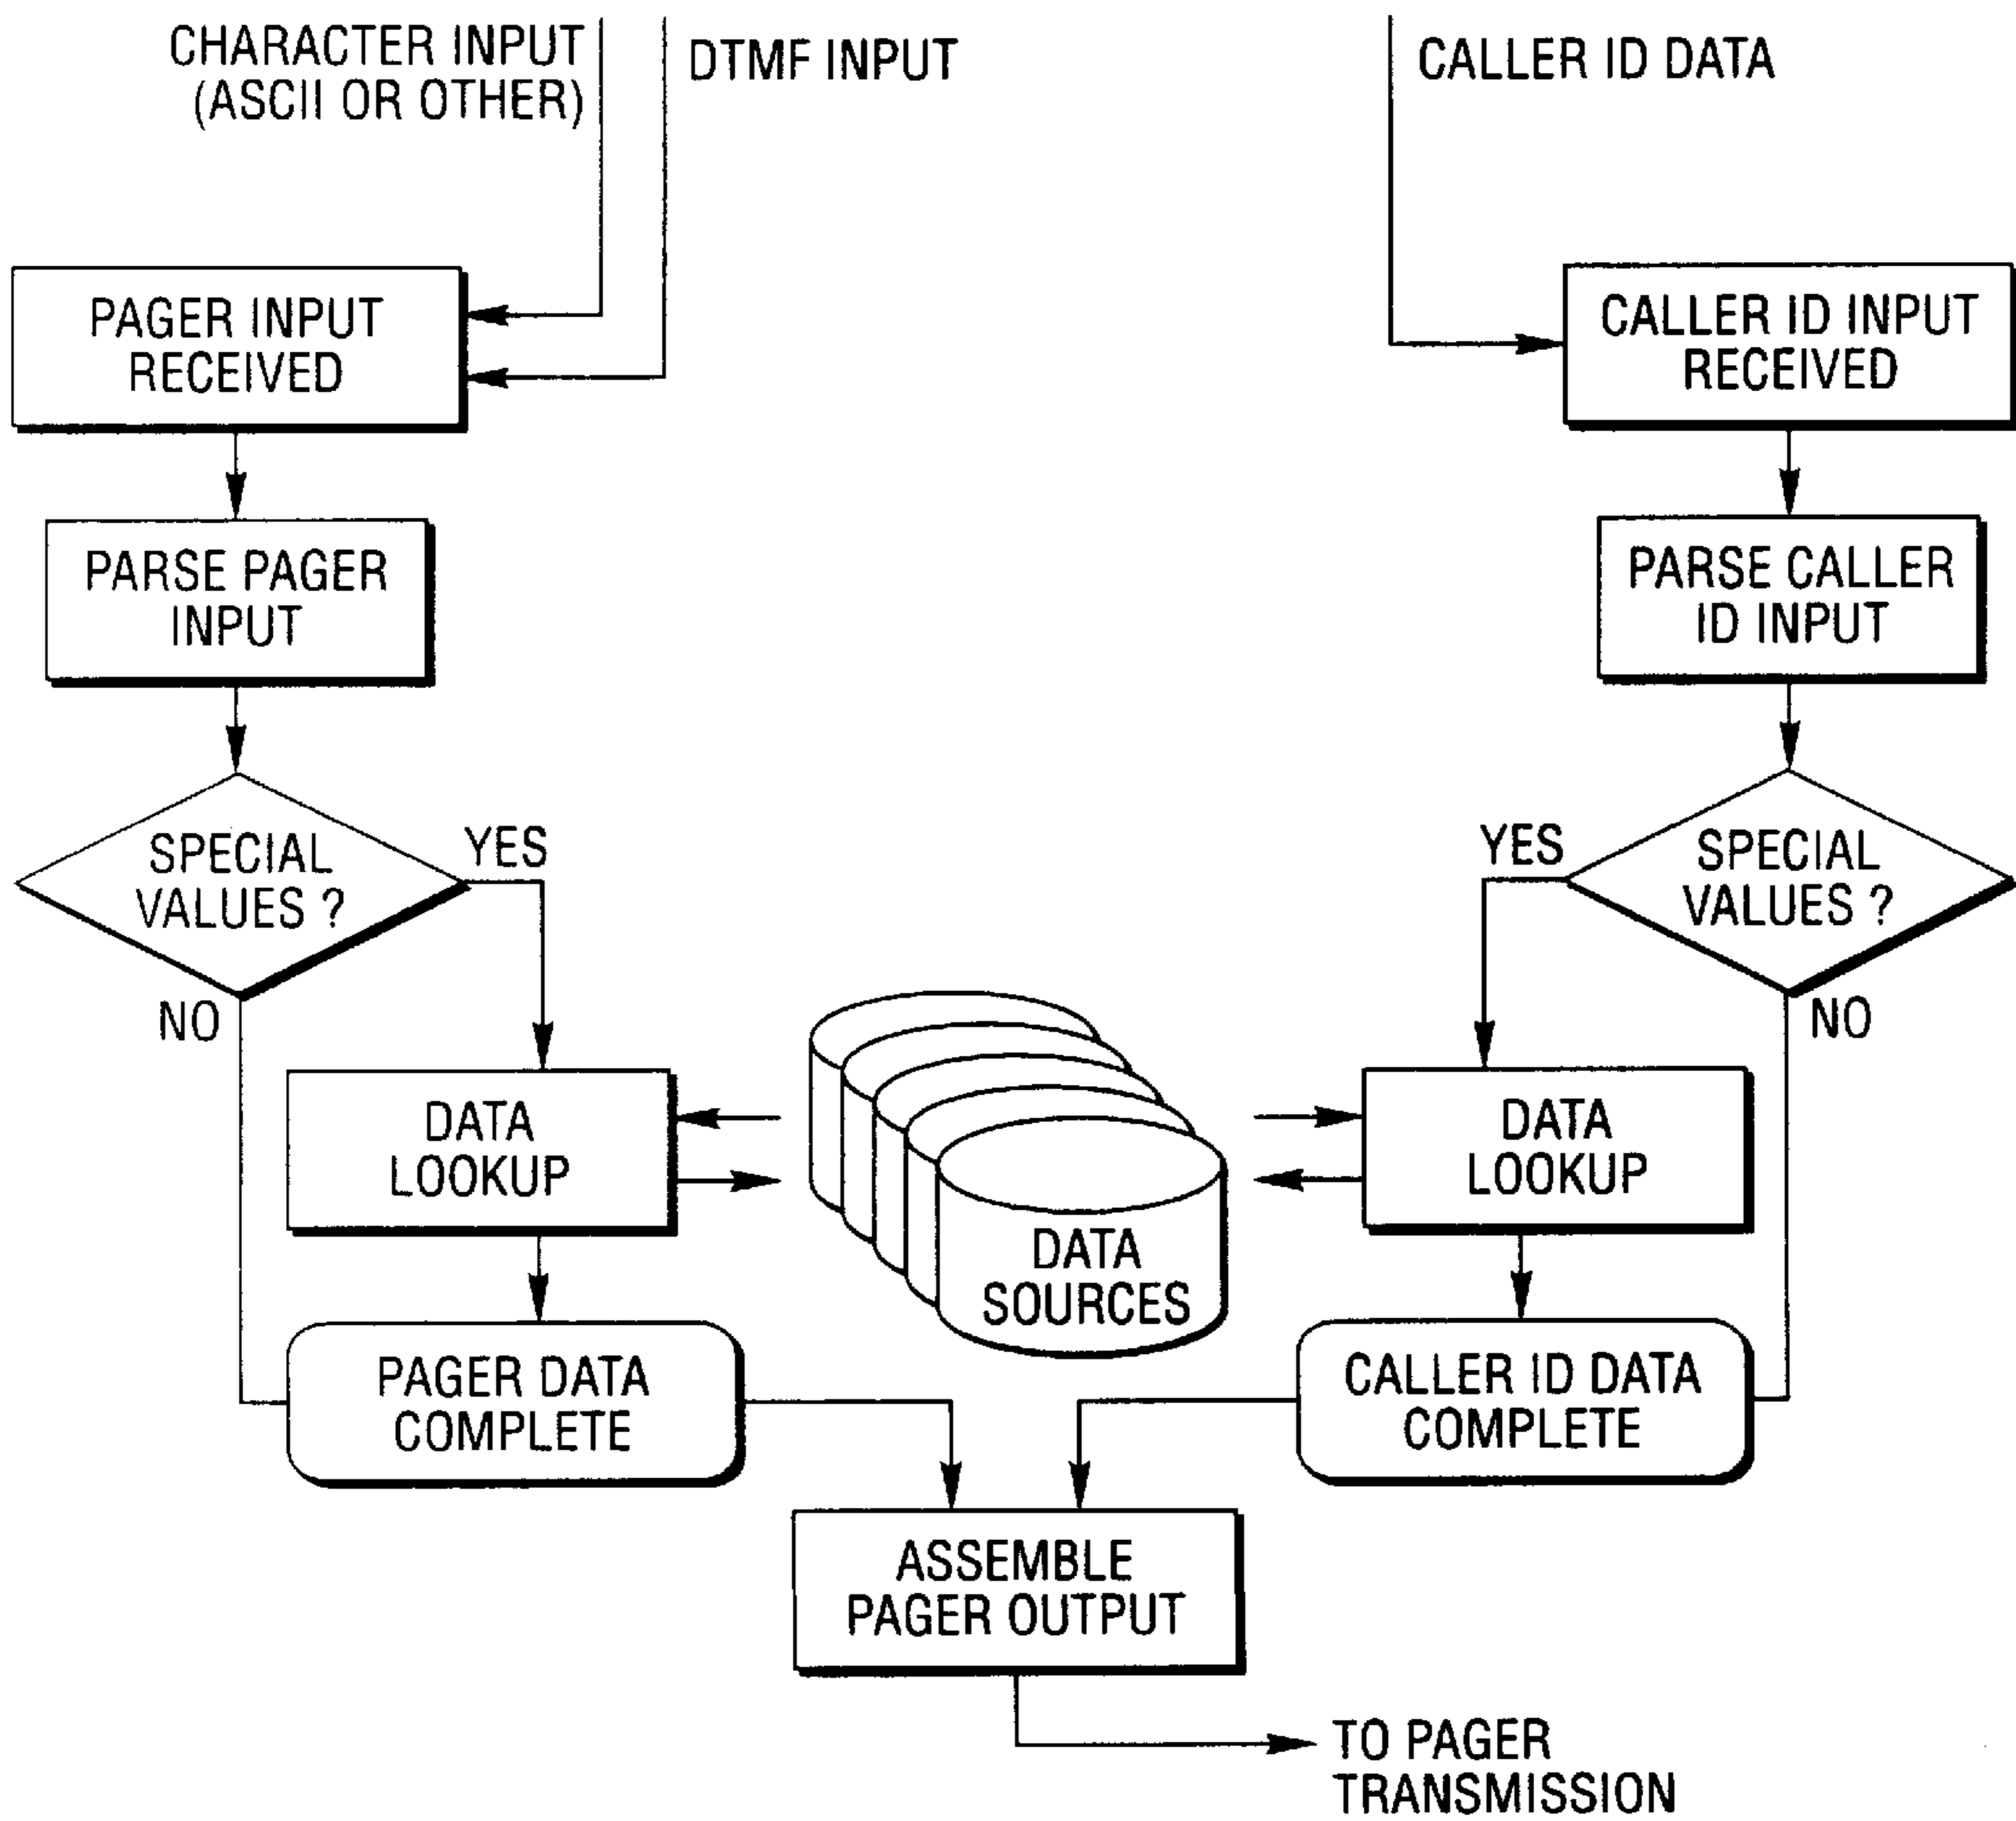 CHARACTER INPUT
(ASCII OR OTHER)
DTMF INPUT
CALLER ID DATA
PAGER INPUT
RECEIVED
CALLER ID INPUT
RECEIVED
PARSE PAGER
INPUT
PARSE CALLER
ID INPUT
SPECIAL
VALUES ?
YES
NO
YES
SPECIAL
VALUES ?
NO
DATA
LOOKUP
DATA
SOURCES
DATA
LOOKUP
PAGER DATA
COMPLETE
CALLER ID DATA
COMPLETE
ASSEMBLE
PAGER OUTPUT
TO PAGER
TRANSMISSION